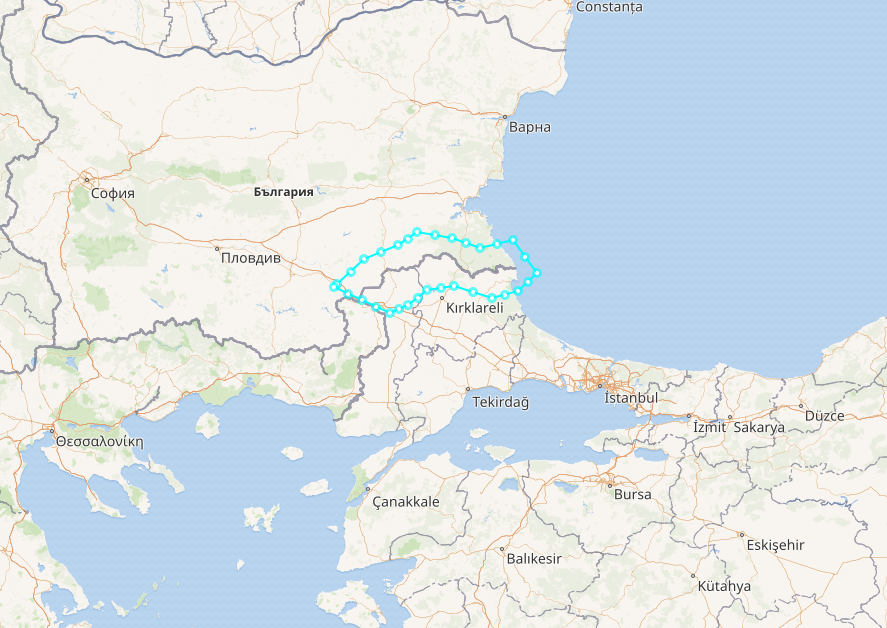 Constanța
Варна
София
България
Пловдив
Kırklareli
İstanbul
Tekirdağ
Düzce
İzmit
Sakarya
Θεσσαλονίκη
Çanakkale
Bursa
Eskişehir
Balıkesir
Kütahya